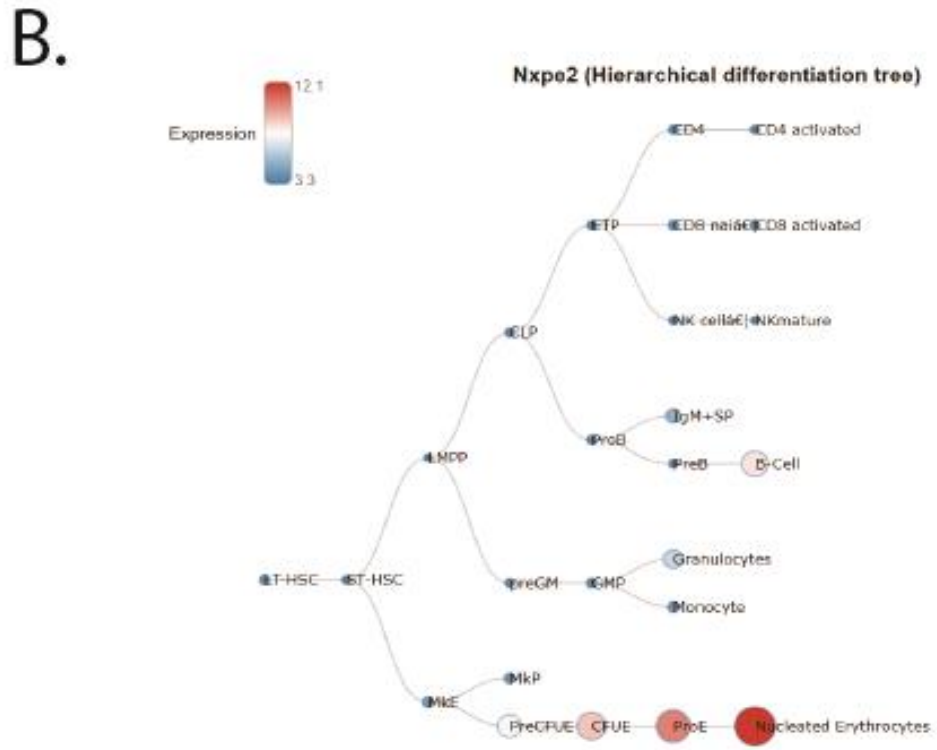 B.
Nxpe2 (Hierarchical differentiation tree)
12.1
Expression
3.3
CD4
CD4 activated
ETP
CD8 naiâ€¦
CD8 activated
NK cellâ€¦
NKmature
CLP
IgM+SP
ProB
PreB
B-Cell
LMPP
Granulocytes
LT-HSC
ST-HSC
preGM
GMP
Monocyte
MkP
MkE
PreCFUE
CFUE
ProE
Nucleated Erythrocytes